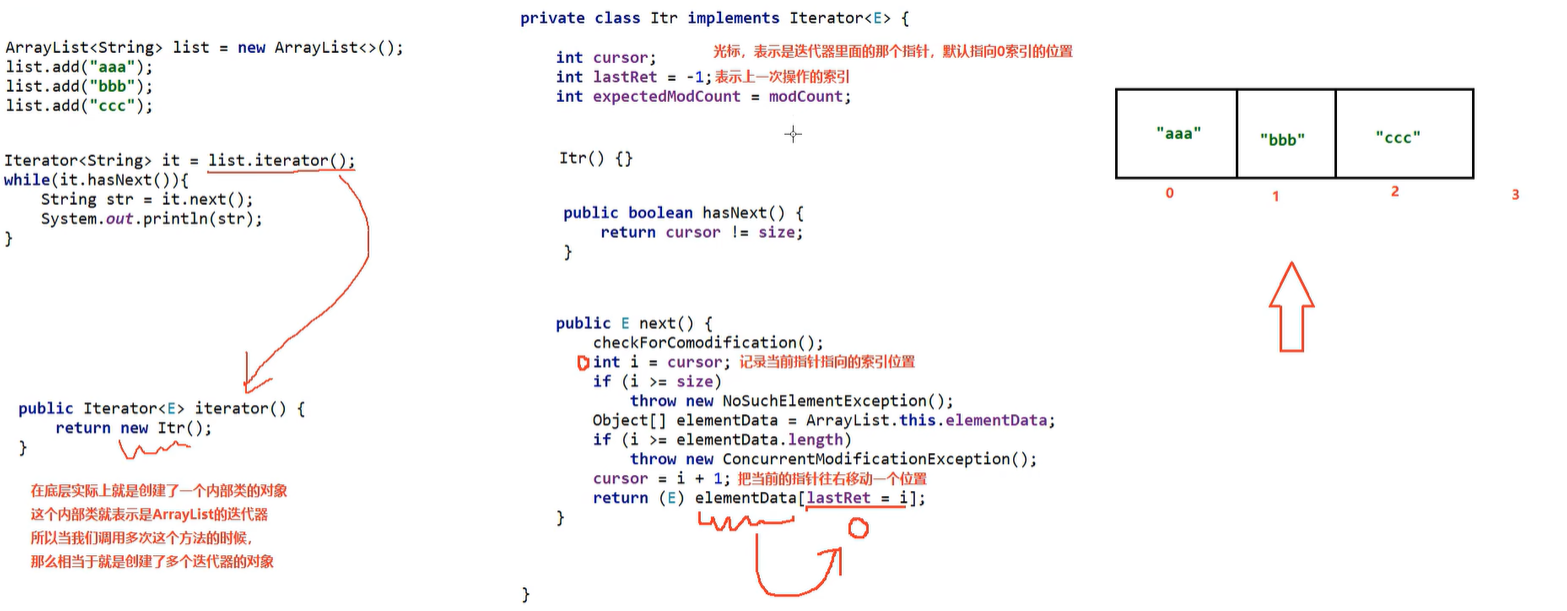 ArrayList<String> list = new ArrayList<>();
list.add("aaa");
list.add("bbb");
list.add("ccc");
Iterator<String> it = list.iterator();
while(it.hasNext()){
    String str = it.next();
    System.out.println(str);
}
public Iterator<E> iterator() {
    return new Itr();
}
在底层实际上就是创建了一个内部类的对象
这个内部类就表示是ArrayList的迭代器
所以当我们调用多次这个方法的时候,
那么相当于就是创建了多个迭代器的对象
private class Itr implements Iterator<E> {
    int cursor; 光标，表示是迭代器里面的那个指针，默认指向0索引的位置
    int lastRet = -1; 表示上一次操作的索引
    int expectedModCount = modCount;
    Itr() {}
    public boolean hasNext() {
        return cursor != size;
    }
    public E next() {
        checkForComodification();
        0 int i = cursor; 记录当前指针指向的索引位置
        if (i >= size)
            throw new NoSuchElementException();
        Object[] elementData = ArrayList.this.elementData;
        if (i >= elementData.length)
            throw new ConcurrentModificationException();
        cursor = i + 1; 把当前的指针往右移动一个位置
        return (E) elementData[lastRet = i];
    }
0
}
"aaa" "bbb" "ccc"
0 1 2 3